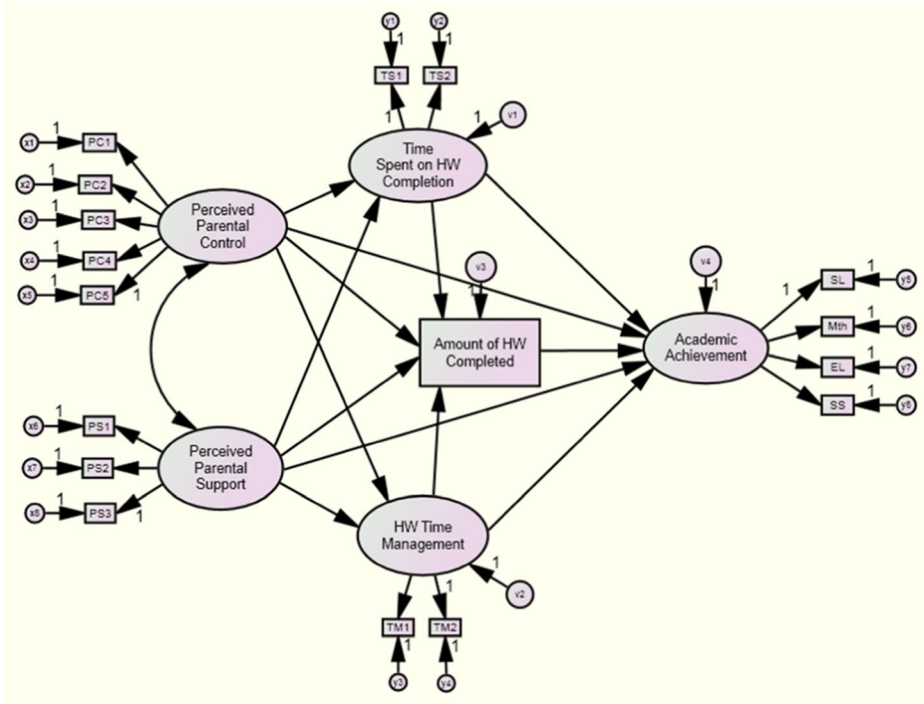 y1
y2
1
1
TS1
TS2
1
1
v1
Time
Spent on HW
Completion
1
x1
PC1
1
x2
PC2
1
x3
PC3
1
x4
PC4
1
x5
PC5
1
Perceived
Parental
Control
v3
1
v4
1
Amount of HW
Completed
Academic
Achievement
1
SL
1
y5
Mth
1
y6
EL
1
y7
SS
1
y8
1
x6
PS1
1
x7
PS2
1
x8
PS3
1
Perceived
Parental
Support
HW Time
Management
1
v2
1
TM1
TM2
1
1
y3
y4